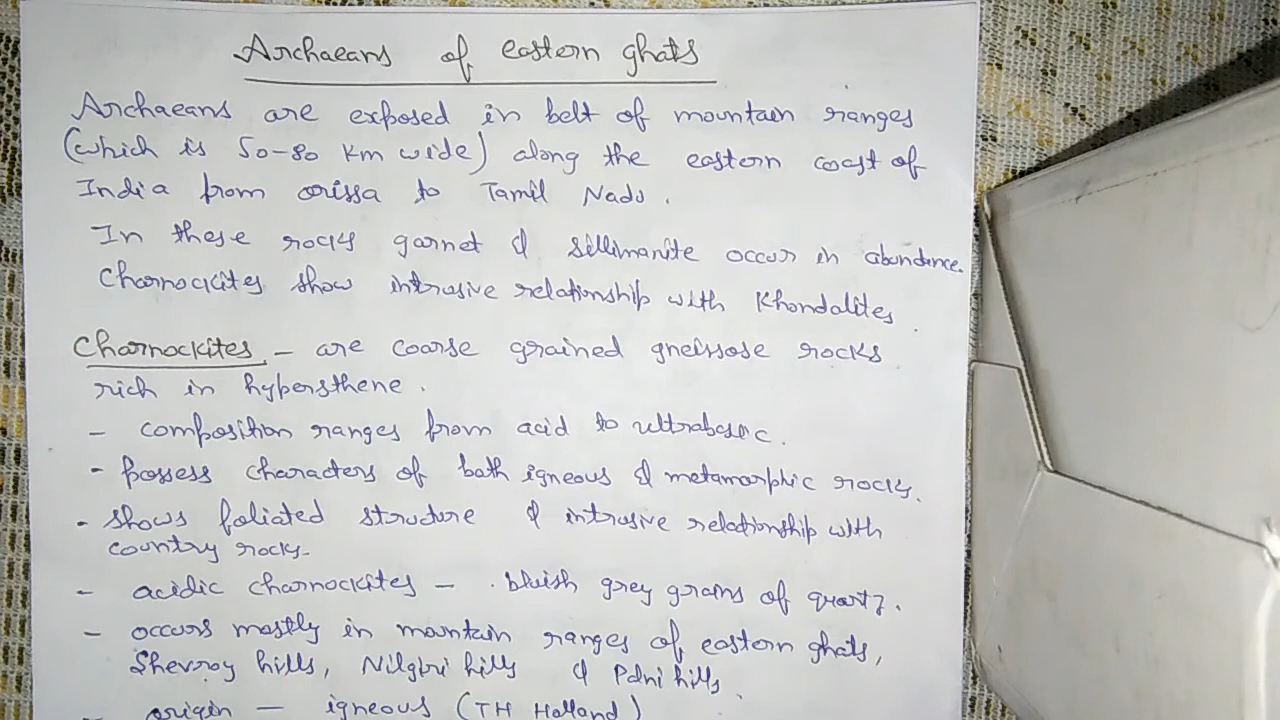 Archaeans of eastern ghats
Archaeans are exposed in belt of mountain ranges
(which is 50-80 km wide) along the eastern coast of
India from orissa to Tamil Nadu.
In these rocks garnet & sillimanite occur in abundance.
Charnockites show intrusive relationship with Khondalites.
Charnockites - are coarse grained gneissose rocks
rich in hypersthene.
- composition ranges from acid to ultrabasic.
- possess characters of both igneous & metamorphic rocks.
- shows foliated structure & intrusive relationship with
country rocks-
- acidic charnockites - bluish grey grains of quartz.
- occurs mostly in mountain ranges of eastern ghats,
Shevroy hills, Nilgiri hills & Palni hills.
- origin - igneous (TH Holland)